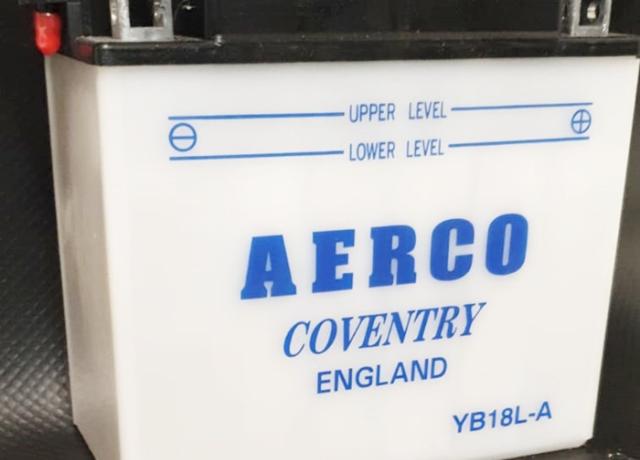 UPPER LEVEL
⊖ ⊕
LOWER LEVEL
AERCO
COVENTRY
ENGLAND
YB18L-A